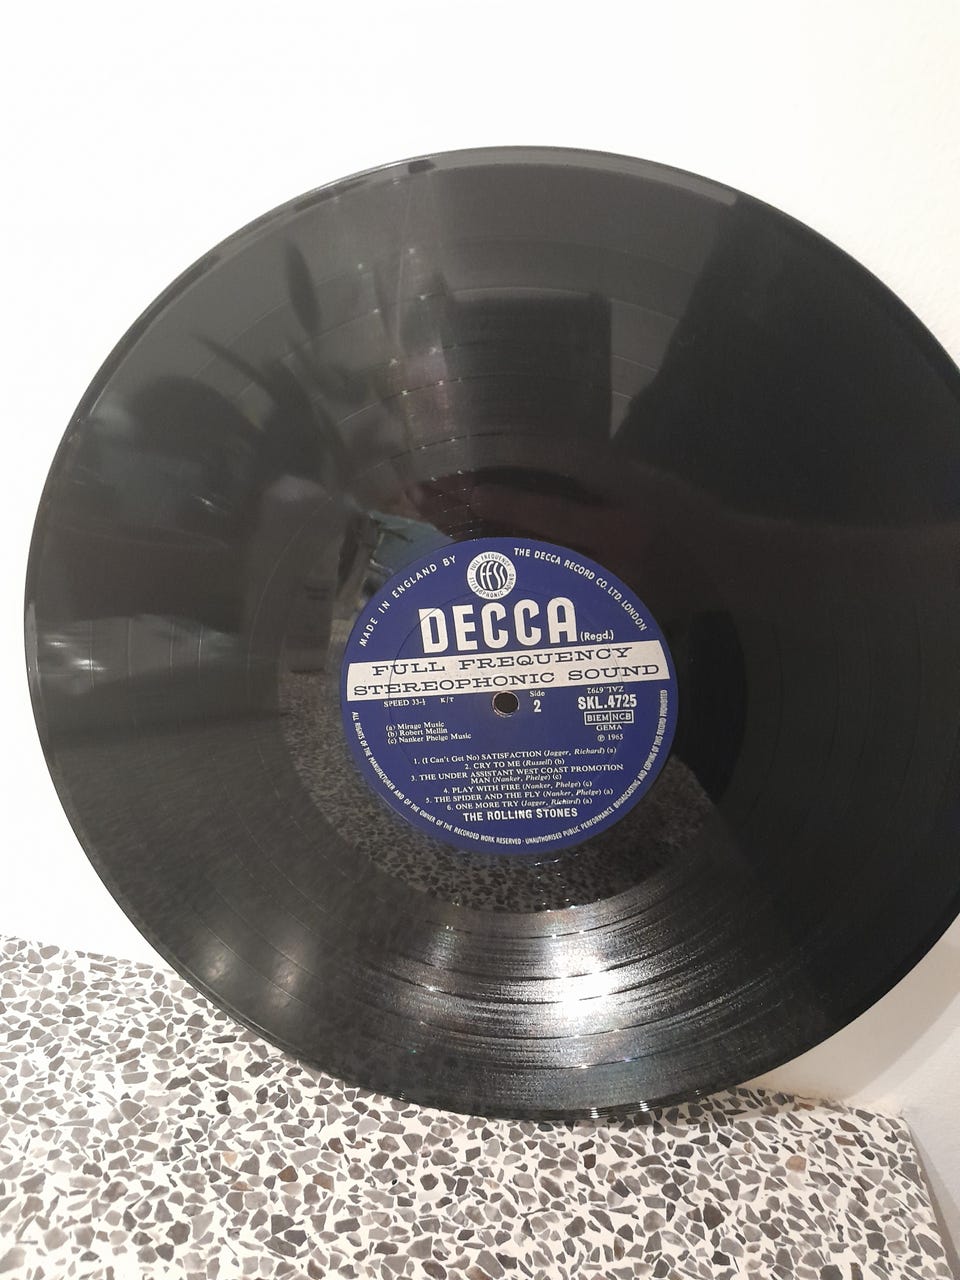 MADE IN ENGLAND BY
THE DECCA RECORD CO. LTD. LONDON
FULL FREQUENCY
STEREOPHONIC SOUND
FFSS
DECCA (Regd.)
FULL FREQUENCY
STEREOPHONIC SOUND
SPEED 33⅓ K/T
Side
2
ZAL.6792
SKL.4725
BIEM NCB
GEMA
℗ 1965
(a) Mirage Music
(b) Robert Mellin
(c) Nanker Phelge Music
1. (I Can't Get No) SATISFACTION (Jagger, Richard) (a)
2. CRY TO ME (Russell) (b)
3. THE UNDER ASSISTANT WEST COAST PROMOTION
MAN (Nanker, Phelge) (c)
4. PLAY WITH FIRE (Nanker, Phelge) (c)
5. THE SPIDER AND THE FLY (Nanker, Phelge) (a)
6. ONE MORE TRY (Jagger, Richard) (a)
THE ROLLING STONES
ALL RIGHTS OF THE MANUFACTURER AND OF THE OWNER OF THE RECORDED WORK RESERVED · UNAUTHORISED PUBLIC PERFORMANCE BROADCASTING AND COPYING OF THIS RECORD PROHIBITED